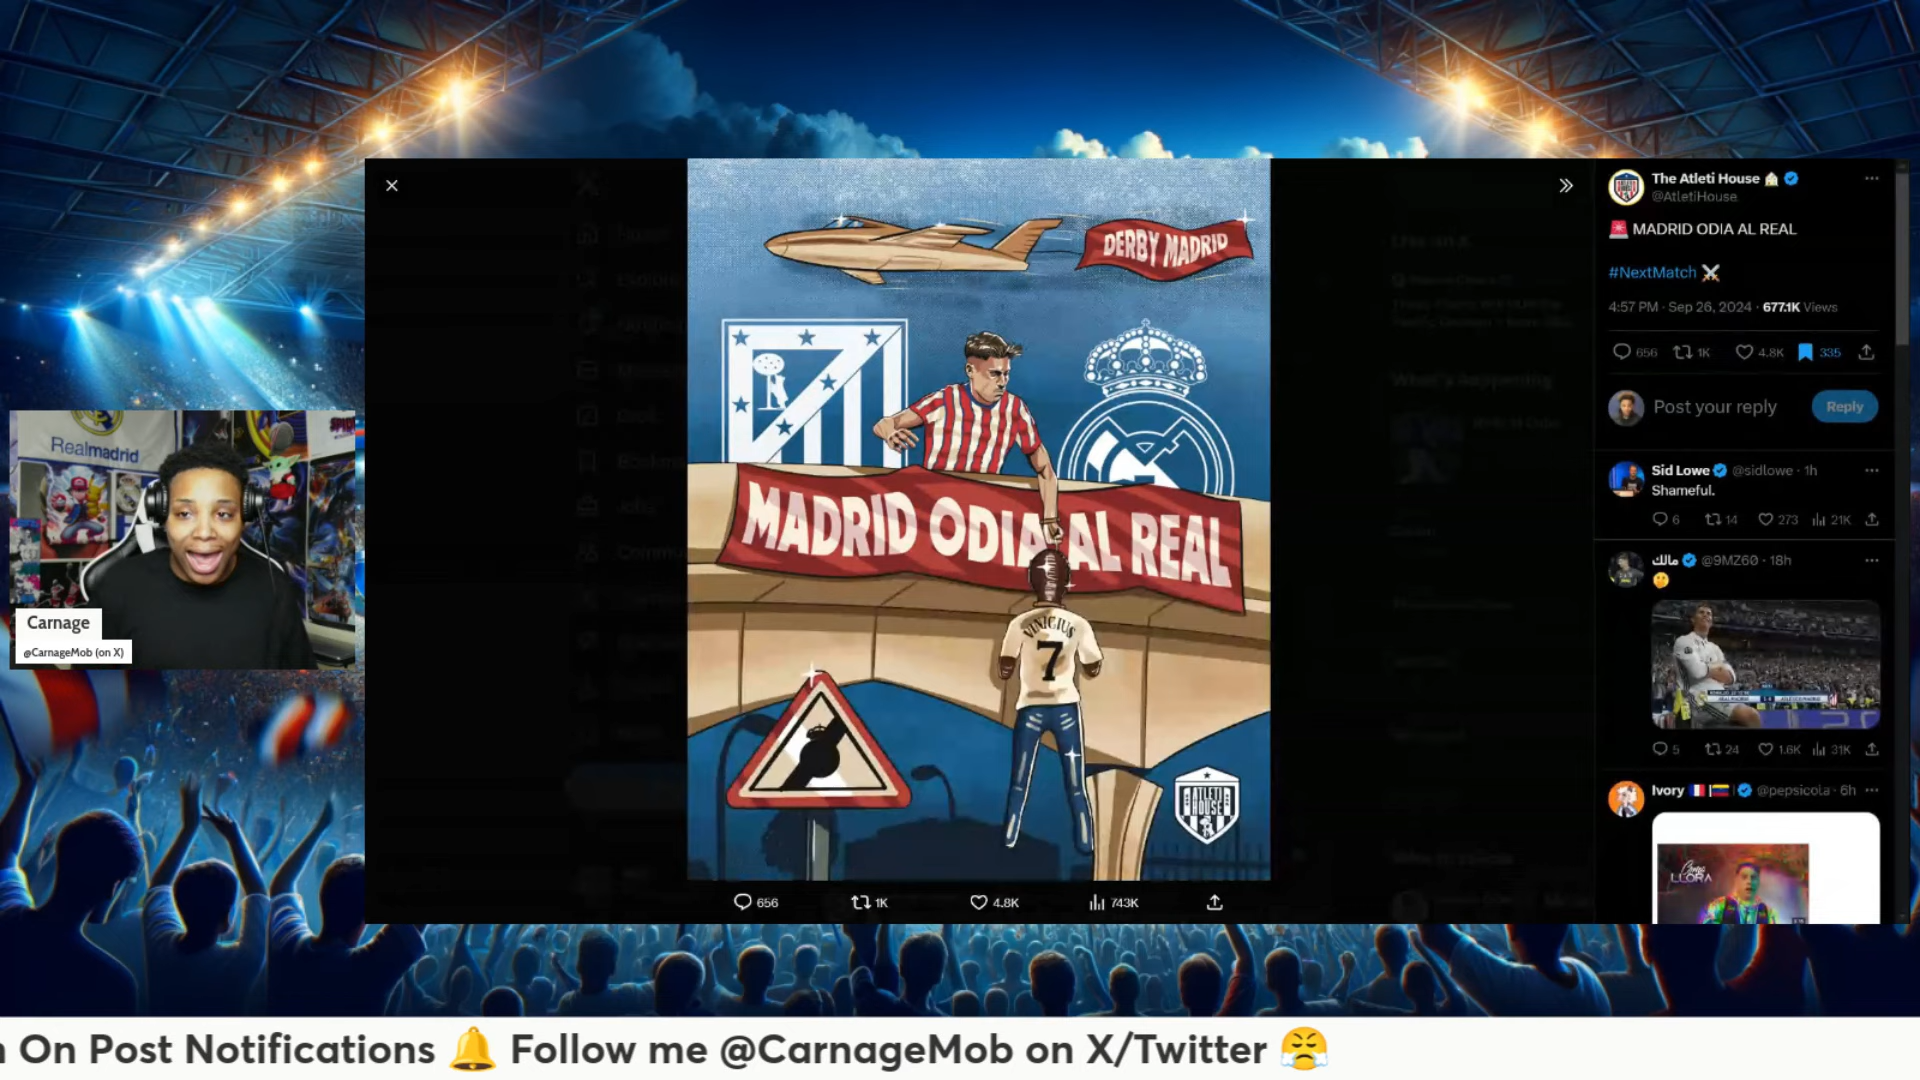 Realmadrid
Carnage
@CarnageMob (on X)
DERBY MADRID
MADRID ODIA AL REAL
VINICIUS
7
ATLETI
HOUSE
656
1K
4.8K
743K
The Atleti House
@AtletiHouse
MADRID ODIA AL REAL
#NextMatch
4:57 PM · Sep 26, 2024 · 677.1K Views
656 1K 4.8K 335
Post your reply
Reply
Sid Lowe @sidlowe · 1h
Shameful.
6 14 273 21K
مالك @9MZ60 · 18h
5 24 1.6K 31K
Ivory @pepsicola · 6h
LLORA
On Post Notifications 🔔 Follow me @CarnageMob on X/Twitter 😤